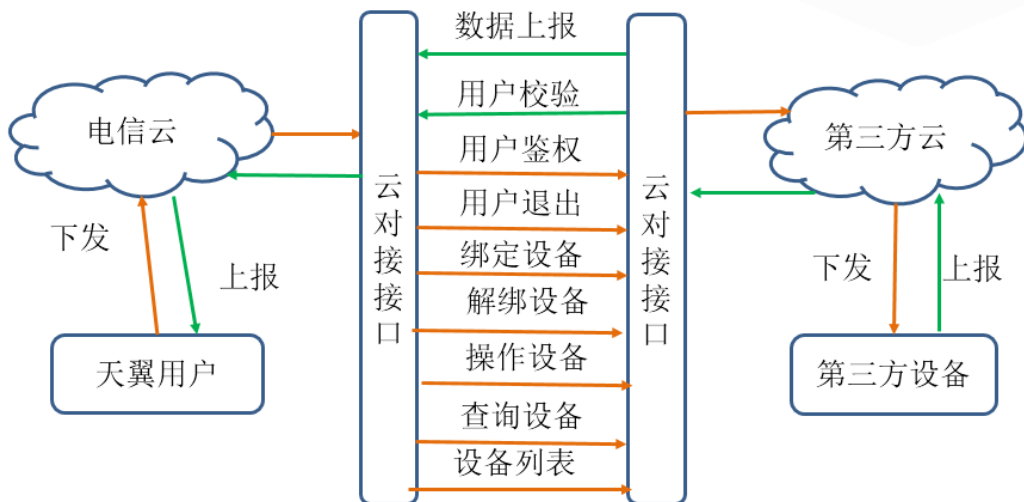 数据上报
用户校验
电信云
第三方云
用户鉴权
云对接接口
云对接接口
用户退出
下发
上报
绑定设备
下发
上报
解绑设备
天翼用户
操作设备
第三方设备
查询设备
设备列表